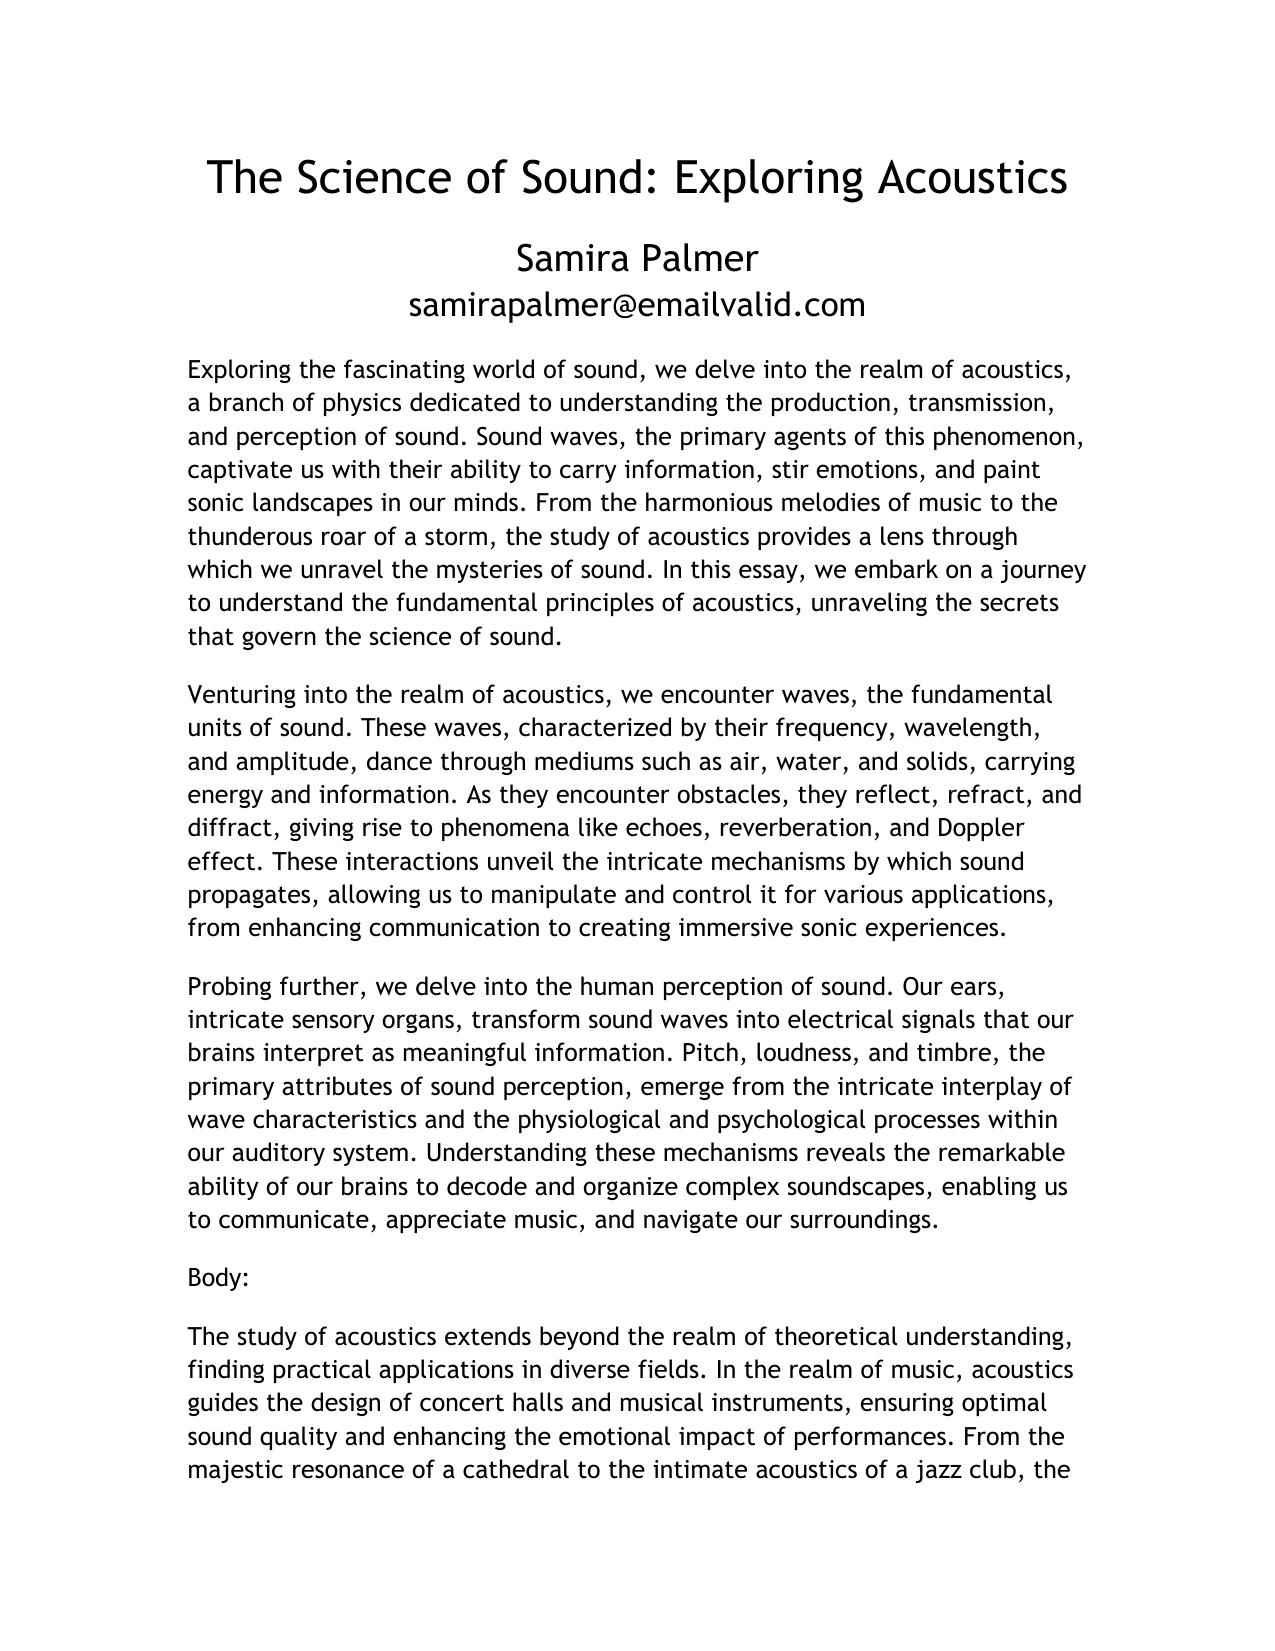 The Science of Sound: Exploring Acoustics
Samira Palmer
samirapalmer@emailvalid.com
Exploring the fascinating world of sound, we delve into the realm of acoustics,
a branch of physics dedicated to understanding the production, transmission,
and perception of sound. Sound waves, the primary agents of this phenomenon,
captivate us with their ability to carry information, stir emotions, and paint
sonic landscapes in our minds. From the harmonious melodies of music to the
thunderous roar of a storm, the study of acoustics provides a lens through
which we unravel the mysteries of sound. In this essay, we embark on a journey
to understand the fundamental principles of acoustics, unraveling the secrets
that govern the science of sound.
Venturing into the realm of acoustics, we encounter waves, the fundamental
units of sound. These waves, characterized by their frequency, wavelength,
and amplitude, dance through mediums such as air, water, and solids, carrying
energy and information. As they encounter obstacles, they reflect, refract, and
diffract, giving rise to phenomena like echoes, reverberation, and Doppler
effect. These interactions unveil the intricate mechanisms by which sound
propagates, allowing us to manipulate and control it for various applications,
from enhancing communication to creating immersive sonic experiences.
Probing further, we delve into the human perception of sound. Our ears,
intricate sensory organs, transform sound waves into electrical signals that our
brains interpret as meaningful information. Pitch, loudness, and timbre, the
primary attributes of sound perception, emerge from the intricate interplay of
wave characteristics and the physiological and psychological processes within
our auditory system. Understanding these mechanisms reveals the remarkable
ability of our brains to decode and organize complex soundscapes, enabling us
to communicate, appreciate music, and navigate our surroundings.
Body:
The study of acoustics extends beyond the realm of theoretical understanding,
finding practical applications in diverse fields. In the realm of music, acoustics
guides the design of concert halls and musical instruments, ensuring optimal
sound quality and enhancing the emotional impact of performances. From the
majestic resonance of a cathedral to the intimate acoustics of a jazz club, the